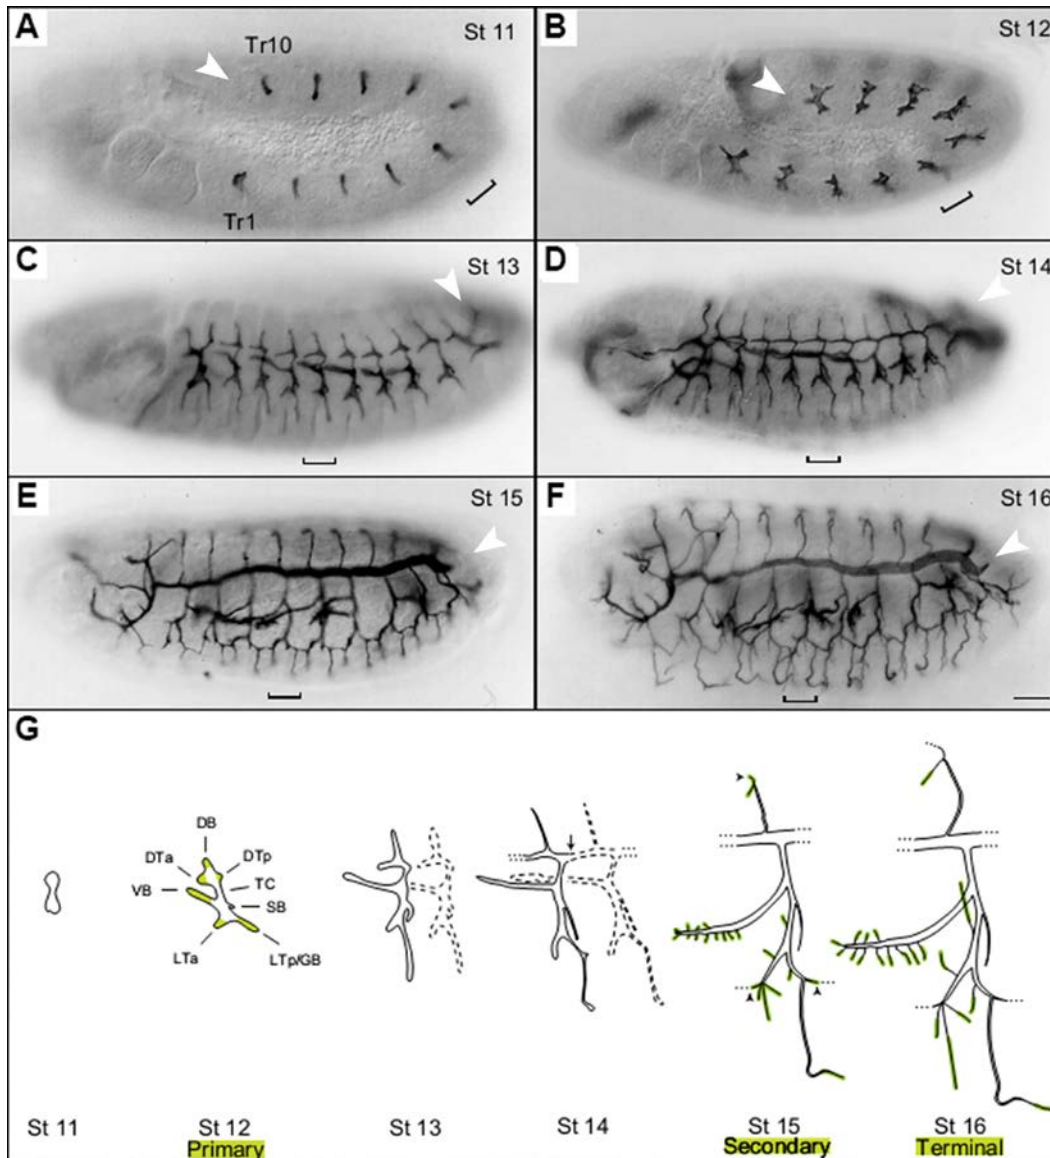 A
Tr10
St 11
Tr1
B
St 12
C
St 13
D
St 14
E
St 15
F
St 16
G
DB
DTa
DTp
VB
TC
SB
LTa
LTp/GB
St 11
St 12
Primary
St 13
St 14
St 15
Secondary
St 16
Terminal